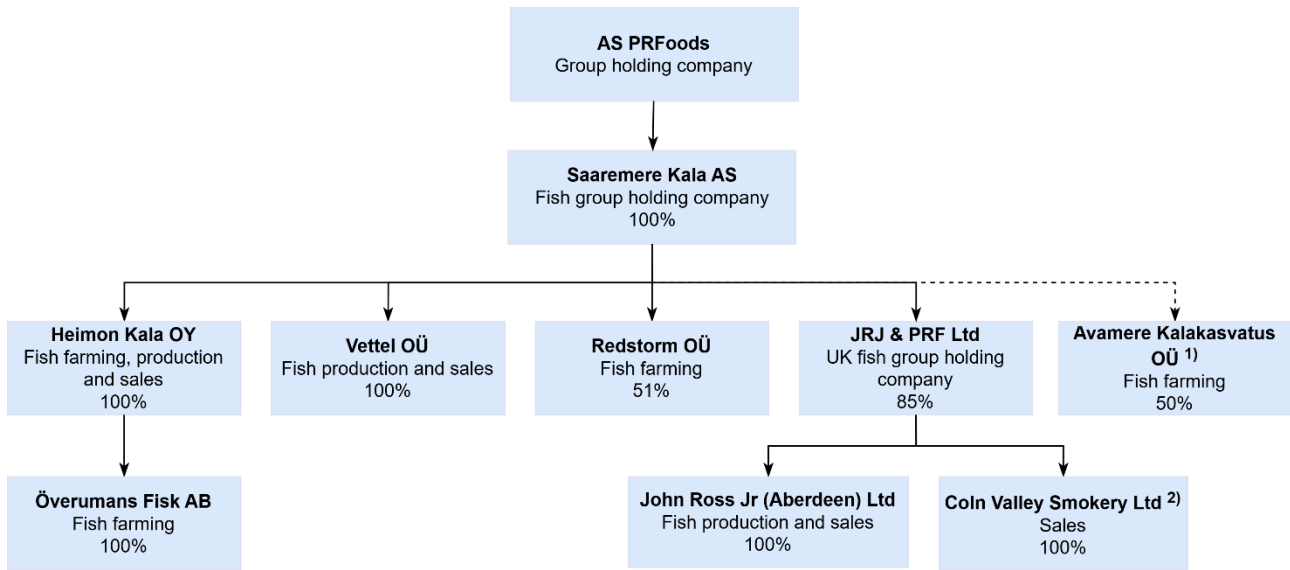 AS PRFoods
Group holding company
Saaremere Kala AS
Fish group holding company
100%
Heimon Kala OY
Fish farming, production
and sales
100%
Vettel OÜ
Fish production and sales
100%
Redstorm OÜ
Fish farming
51%
JRJ & PRF Ltd
UK fish group holding
company
85%
Avamere Kalakasvatus
OÜ 1)
Fish farming
50%
Överumans Fisk AB
Fish farming
100%
John Ross Jr (Aberdeen) Ltd
Fish production and sales
100%
Coln Valley Smokery Ltd 2)
Sales
100%